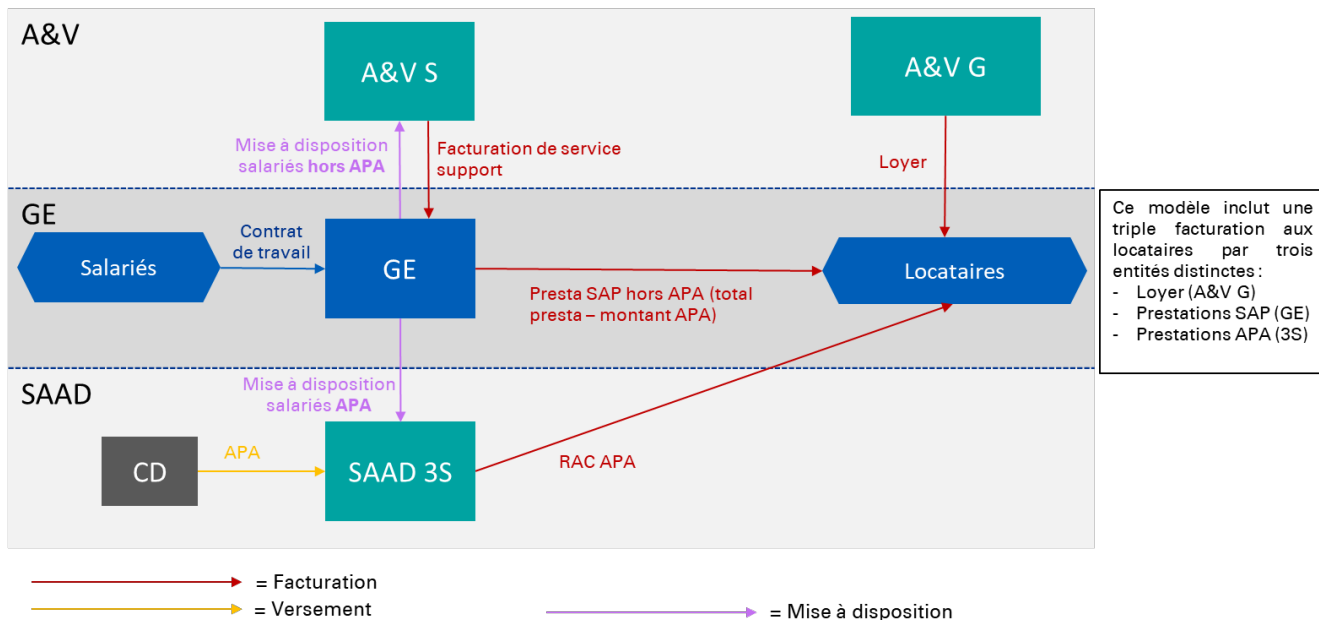 A&V
A&V S
A&V G
Mise à disposition
salariés hors APA
Facturation de service
support
Loyer
GE
Salariés
Contrat
de travail
GE
Locataires
Presta SAP hors APA (total
presta – montant APA)
Ce modèle inclut une
triple facturation aux
locataires par trois
entités distinctes :
- Loyer (A&V G)
- Prestations SAP (GE)
- Prestations APA (3S)
SAAD
Mise à disposition
salariés APA
CD
APA
SAAD 3S
RAC APA
= Facturation
= Versement
= Mise à disposition